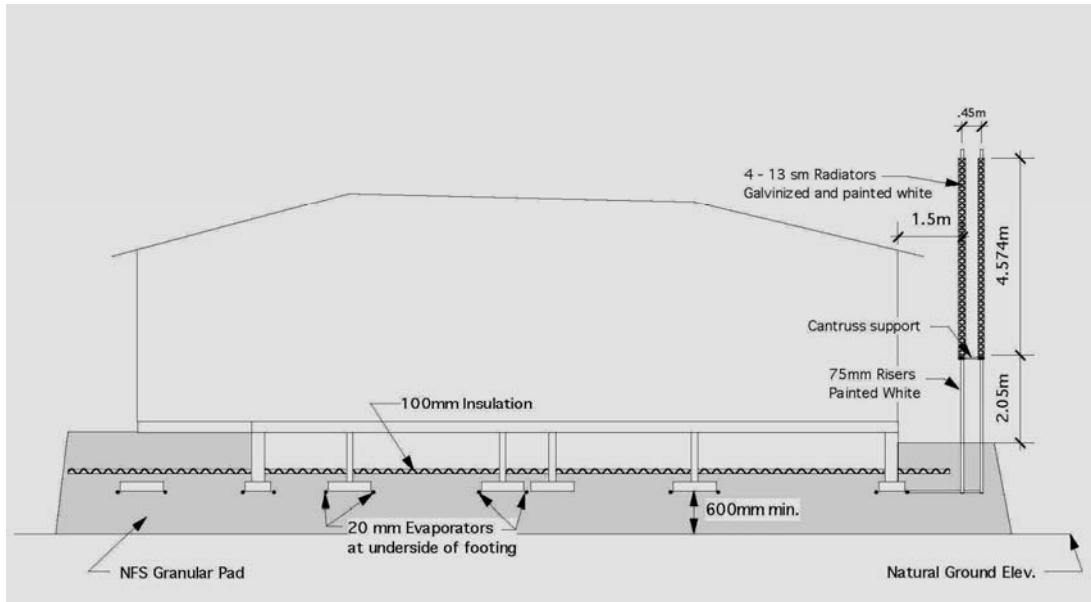 .45m
4 - 13 sm Radiators
Galvinized and painted white
1.5m
4.574m
Cantruss support
75mm Risers
Painted White
2.05m
100mm Insulation
600mm min.
20 mm Evaporators
at underside of footing
NFS Granular Pad
Natural Ground Elev.